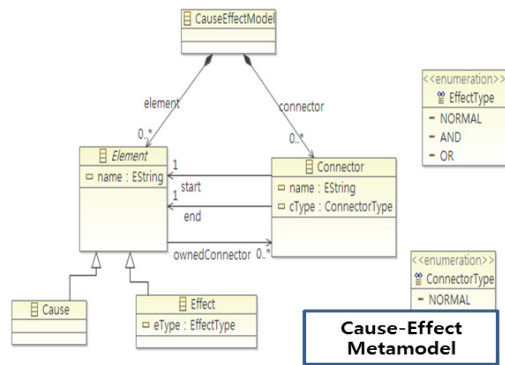 CauseEffectModel
element
connector
0..*
0..*
<<enumeration>>
EffectType
NORMAL
AND
OR
Element
name : EString
1
start
1
end
Connector
name : EString
cType : ConnectorType
ownedConnector
0..*
<<enumeration>>
ConnectorType
NORMAL
Cause
Effect
eType : EffectType
Cause-Effect
Metamodel